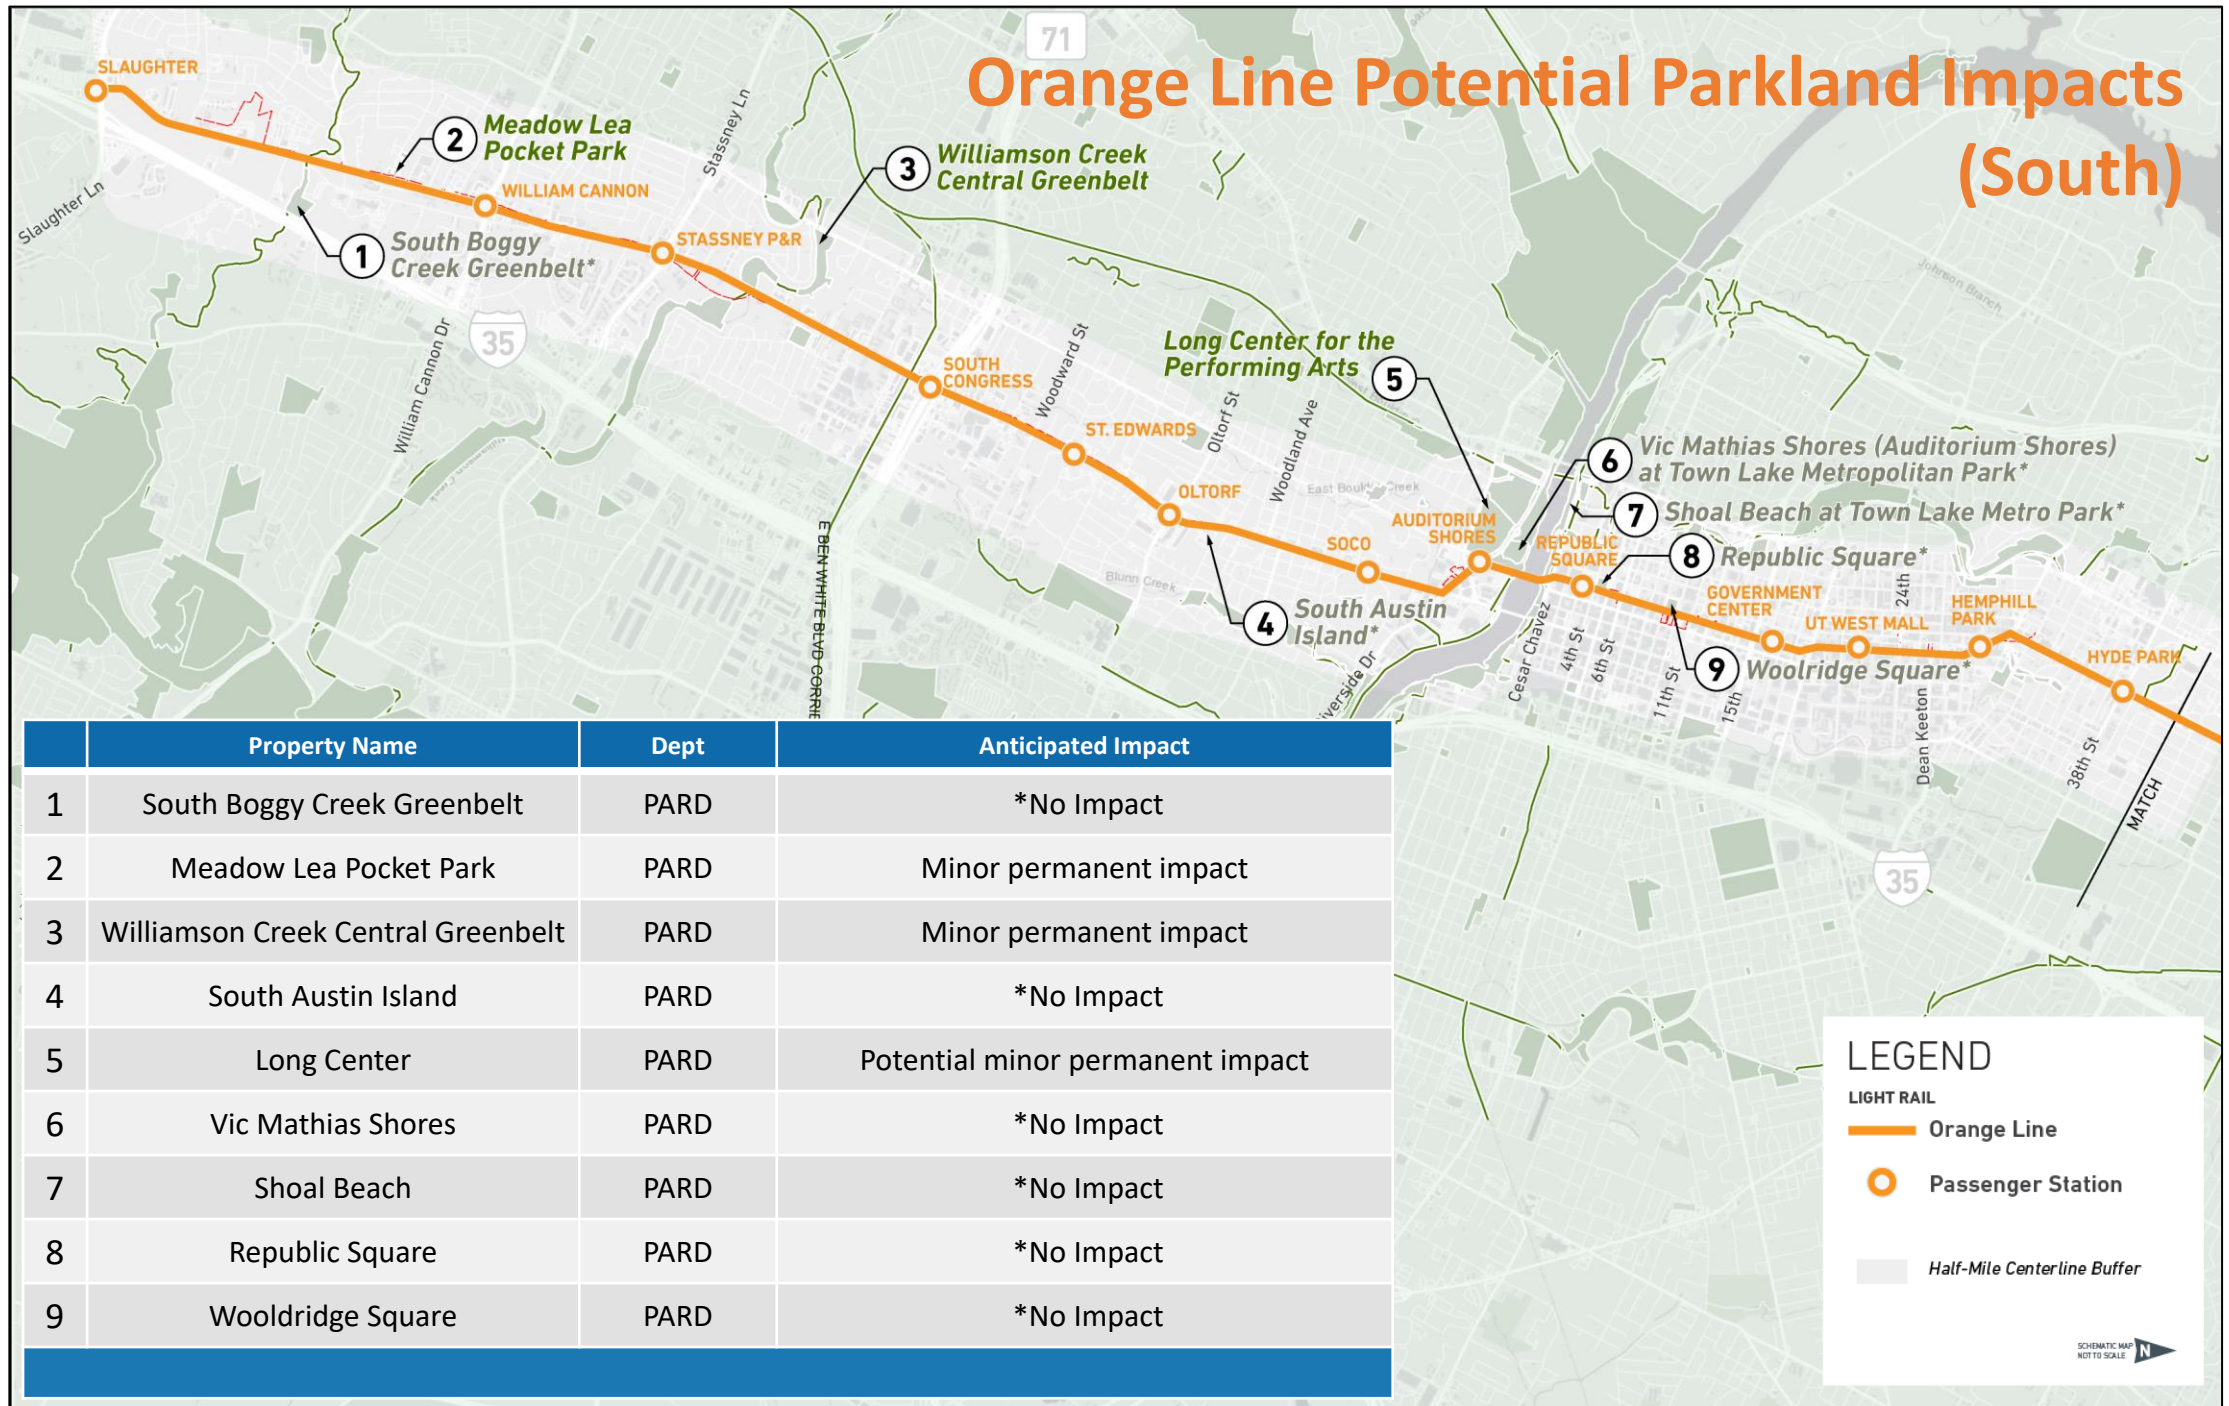 Orange Line Potential Parkland Impacts
(South)
71
SLAUGHTER
Slaughter Ln
2
Meadow Lea
Pocket Park
WILLIAM CANNON
Stassney Ln
3
Williamson Creek
Central Greenbelt
1
South Boggy
Creek Greenbelt*
STASSNEY P&R
35
William Cannon Dr
SOUTH
CONGRESS
Woodward St
ST. EDWARDS
E BEN WHITE BLVD CORRI
Long Center for the
Performing Arts
5
Oltorf St
Woodland Ave
OLTORF
East Bouldin Creek
Blunn Creek
4
South Austin
Island*
SOCO
AUDITORIUM
SHORES
Johnson Branch
6
Vic Mathias Shores (Auditorium Shores)
at Town Lake Metropolitan Park*
7
Shoal Beach at Town Lake Metro Park*
REPUBLIC
SQUARE
8
Republic Square*
GOVERNMENT
CENTER
UT WEST MALL
24th
HEMPHILL
PARK
HYDE PARK
9
Woolridge Square*
iverside Dr
Cesar Chavez
4th St
6th St
11th St
15th
Dean Keeton
38th St
MATCH
35
Property Name Dept Anticipated Impact
1 South Boggy Creek Greenbelt PARD *No Impact
2 Meadow Lea Pocket Park PARD Minor permanent impact
3 Williamson Creek Central Greenbelt PARD Minor permanent impact
4 South Austin Island PARD *No Impact
5 Long Center PARD Potential minor permanent impact
6 Vic Mathias Shores PARD *No Impact
7 Shoal Beach PARD *No Impact
8 Republic Square PARD *No Impact
9 Wooldridge Square PARD *No Impact
LEGEND
LIGHT RAIL
Orange Line
Passenger Station
Half-Mile Centerline Buffer
SCHEMATIC MAP
NOT TO SCALE
N